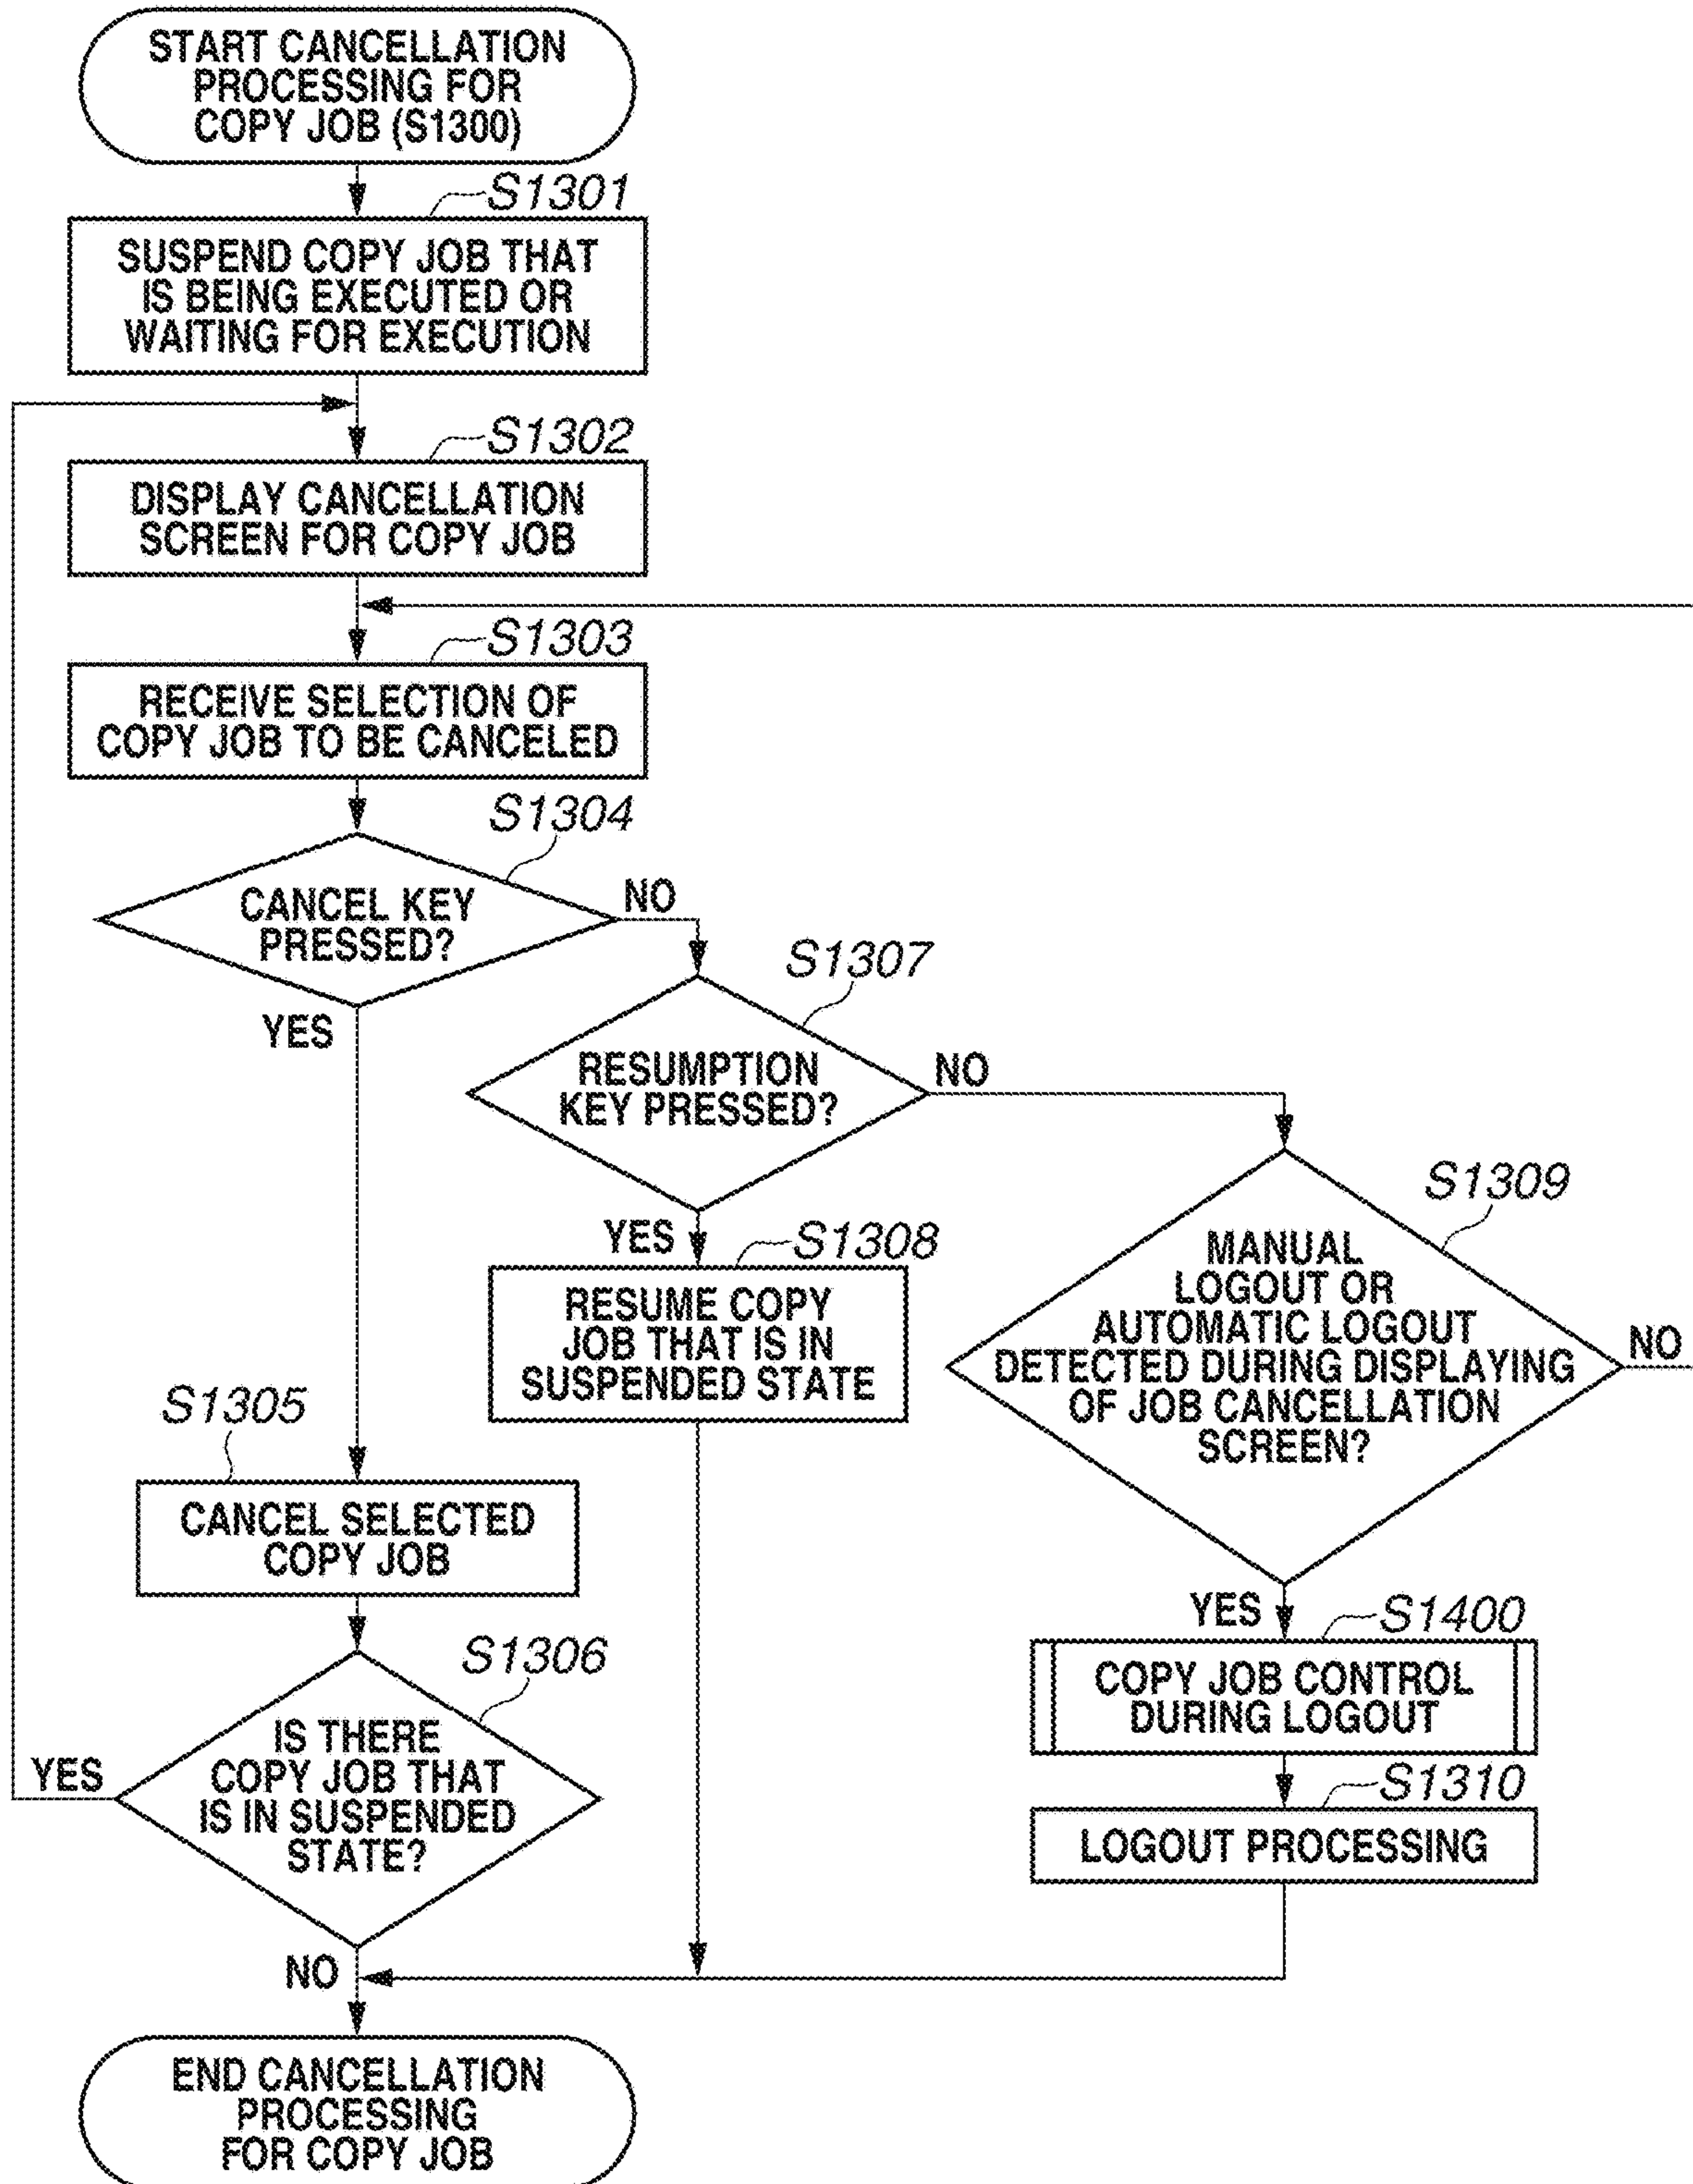 START CANCELLATION
PROCESSING FOR
COPY JOB (S1300)
S1301
SUSPEND COPY JOB THAT
IS BEING EXECUTED OR
WAITING FOR EXECUTION
S1302
DISPLAY CANCELLATION
SCREEN FOR COPY JOB
S1303
RECEIVE SELECTION OF
COPY JOB TO BE CANCELED
S1304
CANCEL KEY
PRESSED?
NO
YES
S1307
RESUMPTION
KEY PRESSED?
NO
YES
S1308
RESUME COPY
JOB THAT IS IN
SUSPENDED STATE
S1309
MANUAL
LOGOUT OR
AUTOMATIC LOGOUT
DETECTED DURING DISPLAYING
OF JOB CANCELLATION
SCREEN?
NO
YES
S1305
CANCEL SELECTED
COPY JOB
S1306
IS THERE
COPY JOB THAT
IS IN SUSPENDED
STATE?
YES
NO
S1400
COPY JOB CONTROL
DURING LOGOUT
S1310
LOGOUT PROCESSING
END CANCELLATION
PROCESSING
FOR COPY JOB